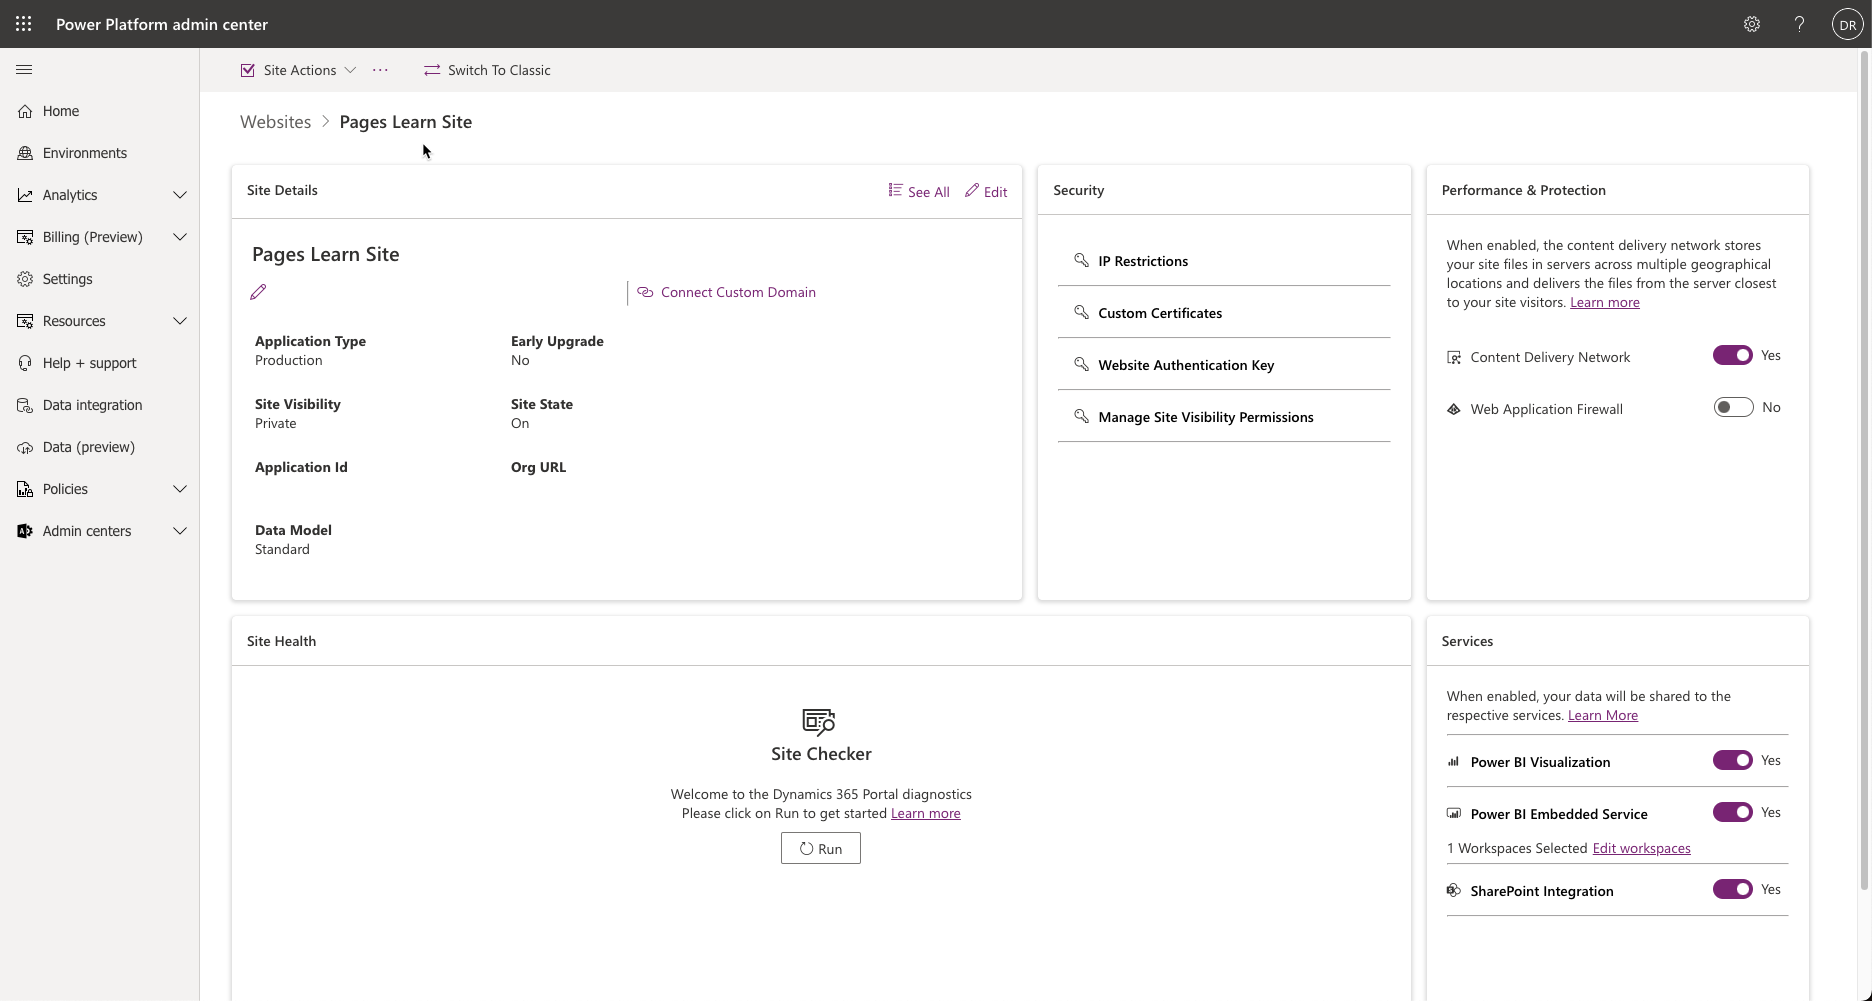 Power Platform admin center
?
DR
Site Actions
...
Switch To Classic
Home
Environments
Analytics
Billing (Preview)
Settings
Resources
Help + support
Data integration
Data (preview)
Policies
Admin centers
Websites > Pages Learn Site
Site Details
See All
Edit
Pages Learn Site
Connect Custom Domain
Application Type
Production
Early Upgrade
No
Site Visibility
Private
Site State
On
Application Id
Org URL
Data Model
Standard
Security
IP Restrictions
Custom Certificates
Website Authentication Key
Manage Site Visibility Permissions
Performance & Protection
When enabled, the content delivery network stores
your site files in servers across multiple geographical
locations and delivers the files from the server closest
to your site visitors. Learn more
Content Delivery Network
Yes
Web Application Firewall
No
Site Health
Site Checker
Welcome to the Dynamics 365 Portal diagnostics
Please click on Run to get started Learn more
Run
Services
When enabled, your data will be shared to the
respective services. Learn More
Power BI Visualization
Yes
Power BI Embedded Service
Yes
1 Workspaces Selected Edit workspaces
SharePoint Integration
Yes